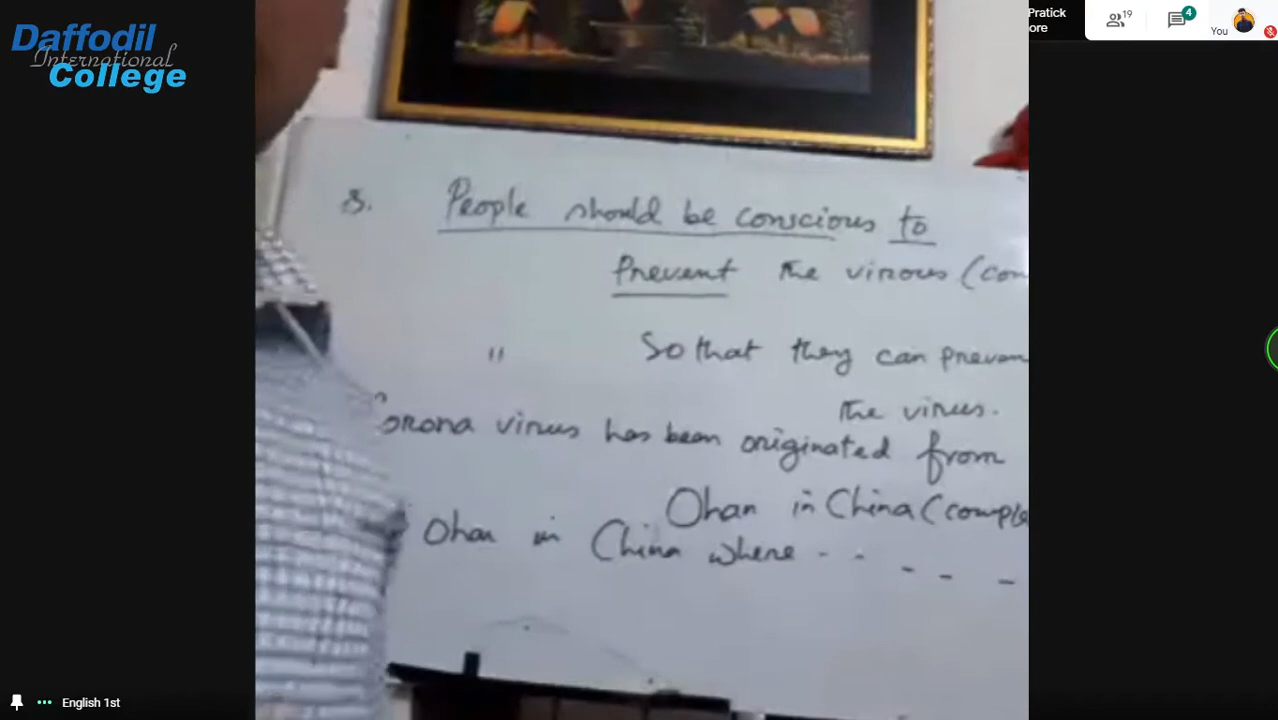 Daffodil
International
College
Pratick
ore
19
4
You
8. People should be conscious to
Prevent the virous (con
" So that they can preven
the virus.
Corona virus has been originated from
Ohan in China (comple
Ohan in China where - - - - -
English 1st